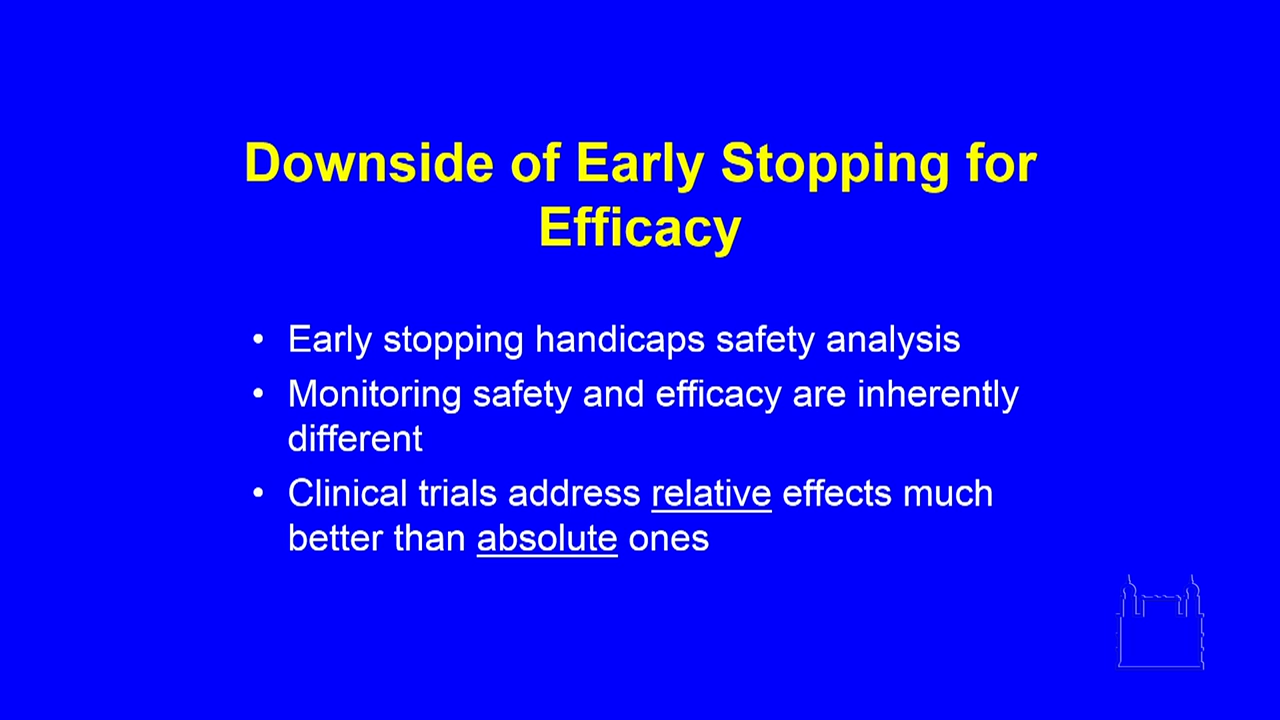 Downside of Early Stopping for
Efficacy
• Early stopping handicaps safety analysis
• Monitoring safety and efficacy are inherently
different
• Clinical trials address relative effects much
better than absolute ones